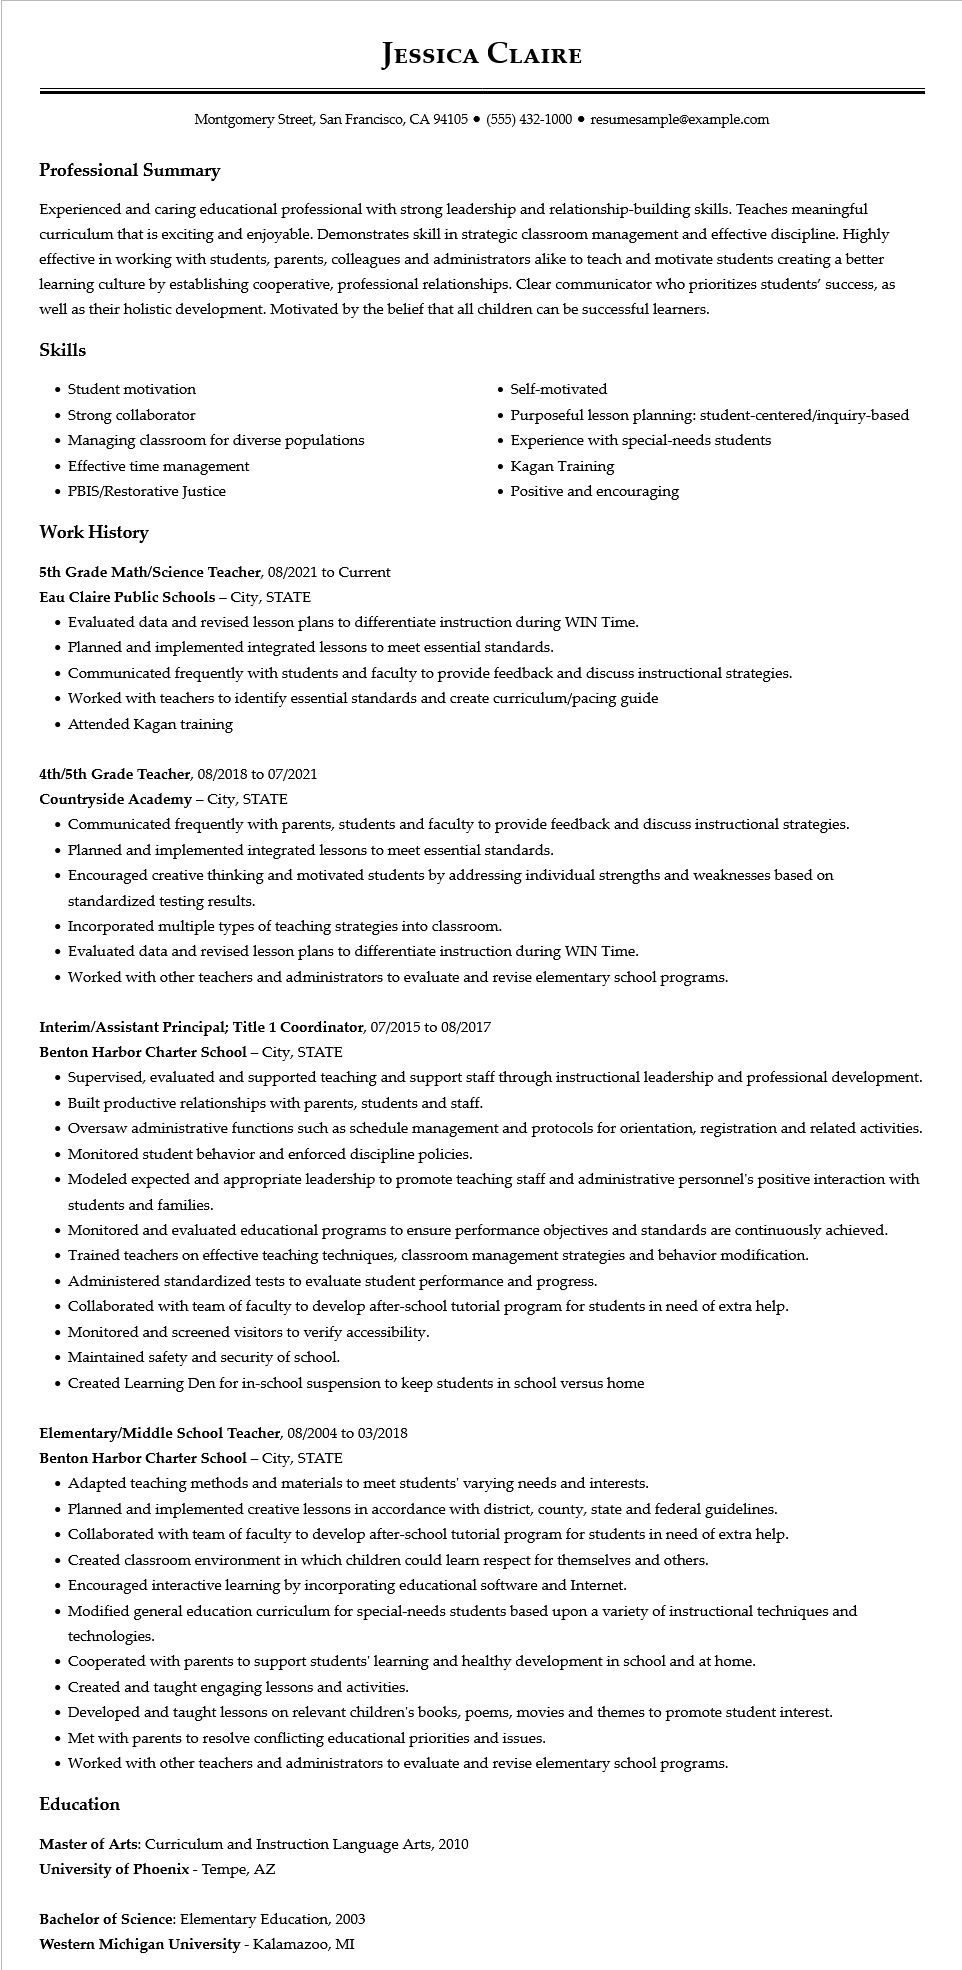 Jessica Claire
Montgomery Street, San Francisco, CA 94105 ● (555) 432-1000 ● resumesample@example.com
Professional Summary
Experienced and caring educational professional with strong leadership and relationship-building skills. Teaches meaningful
curriculum that is exciting and enjoyable. Demonstrates skill in strategic classroom management and effective discipline. Highly
effective in working with students, parents, colleagues and administrators alike to teach and motivate students creating a better
learning culture by establishing cooperative, professional relationships. Clear communicator who prioritizes students’ success, as
well as their holistic development. Motivated by the belief that all children can be successful learners.
Skills
• Student motivation
• Strong collaborator
• Managing classroom for diverse populations
• Effective time management
• PBIS/Restorative Justice
• Self-motivated
• Purposeful lesson planning: student-centered/inquiry-based
• Experience with special-needs students
• Kagan Training
• Positive and encouraging
Work History
5th Grade Math/Science Teacher, 08/2021 to Current
Eau Claire Public Schools – City, STATE
• Evaluated data and revised lesson plans to differentiate instruction during WIN Time.
• Planned and implemented integrated lessons to meet essential standards.
• Communicated frequently with students and faculty to provide feedback and discuss instructional strategies.
• Worked with teachers to identify essential standards and create curriculum/pacing guide
• Attended Kagan training
4th/5th Grade Teacher, 08/2018 to 07/2021
Countryside Academy – City, STATE
• Communicated frequently with parents, students and faculty to provide feedback and discuss instructional strategies.
• Planned and implemented integrated lessons to meet essential standards.
• Encouraged creative thinking and motivated students by addressing individual strengths and weaknesses based on
standardized testing results.
• Incorporated multiple types of teaching strategies into classroom.
• Evaluated data and revised lesson plans to differentiate instruction during WIN Time.
• Worked with other teachers and administrators to evaluate and revise elementary school programs.
Interim/Assistant Principal; Title 1 Coordinator, 07/2015 to 08/2017
Benton Harbor Charter School – City, STATE
• Supervised, evaluated and supported teaching and support staff through instructional leadership and professional development.
• Built productive relationships with parents, students and staff.
• Oversaw administrative functions such as schedule management and protocols for orientation, registration and related activities.
• Monitored student behavior and enforced discipline policies.
• Modeled expected and appropriate leadership to promote teaching staff and administrative personnel's positive interaction with
students and families.
• Monitored and evaluated educational programs to ensure performance objectives and standards are continuously achieved.
• Trained teachers on effective teaching techniques, classroom management strategies and behavior modification.
• Administered standardized tests to evaluate student performance and progress.
• Collaborated with team of faculty to develop after-school tutorial program for students in need of extra help.
• Monitored and screened visitors to verify accessibility.
• Maintained safety and security of school.
• Created Learning Den for in-school suspension to keep students in school versus home
Elementary/Middle School Teacher, 08/2004 to 03/2018
Benton Harbor Charter School – City, STATE
• Adapted teaching methods and materials to meet students' varying needs and interests.
• Planned and implemented creative lessons in accordance with district, county, state and federal guidelines.
• Collaborated with team of faculty to develop after-school tutorial program for students in need of extra help.
• Created classroom environment in which children could learn respect for themselves and others.
• Encouraged interactive learning by incorporating educational software and Internet.
• Modified general education curriculum for special-needs students based upon a variety of instructional techniques and
technologies.
• Cooperated with parents to support students' learning and healthy development in school and at home.
• Created and taught engaging lessons and activities.
• Developed and taught lessons on relevant children's books, poems, movies and themes to promote student interest.
• Met with parents to resolve conflicting educational priorities and issues.
• Worked with other teachers and administrators to evaluate and revise elementary school programs.
Education
Master of Arts: Curriculum and Instruction Language Arts, 2010
University of Phoenix - Tempe, AZ
Bachelor of Science: Elementary Education, 2003
Western Michigan University - Kalamazoo, MI